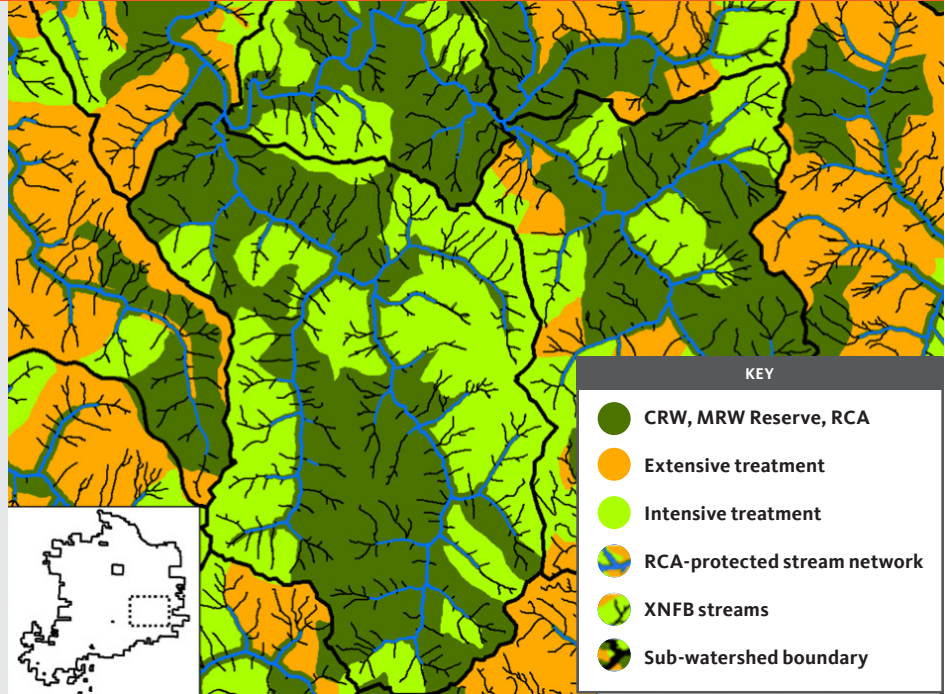 KEY
CRW, MRW Reserve, RCA
Extensive treatment
Intensive treatment
RCA-protected stream network
XNFB streams
Sub-watershed boundary